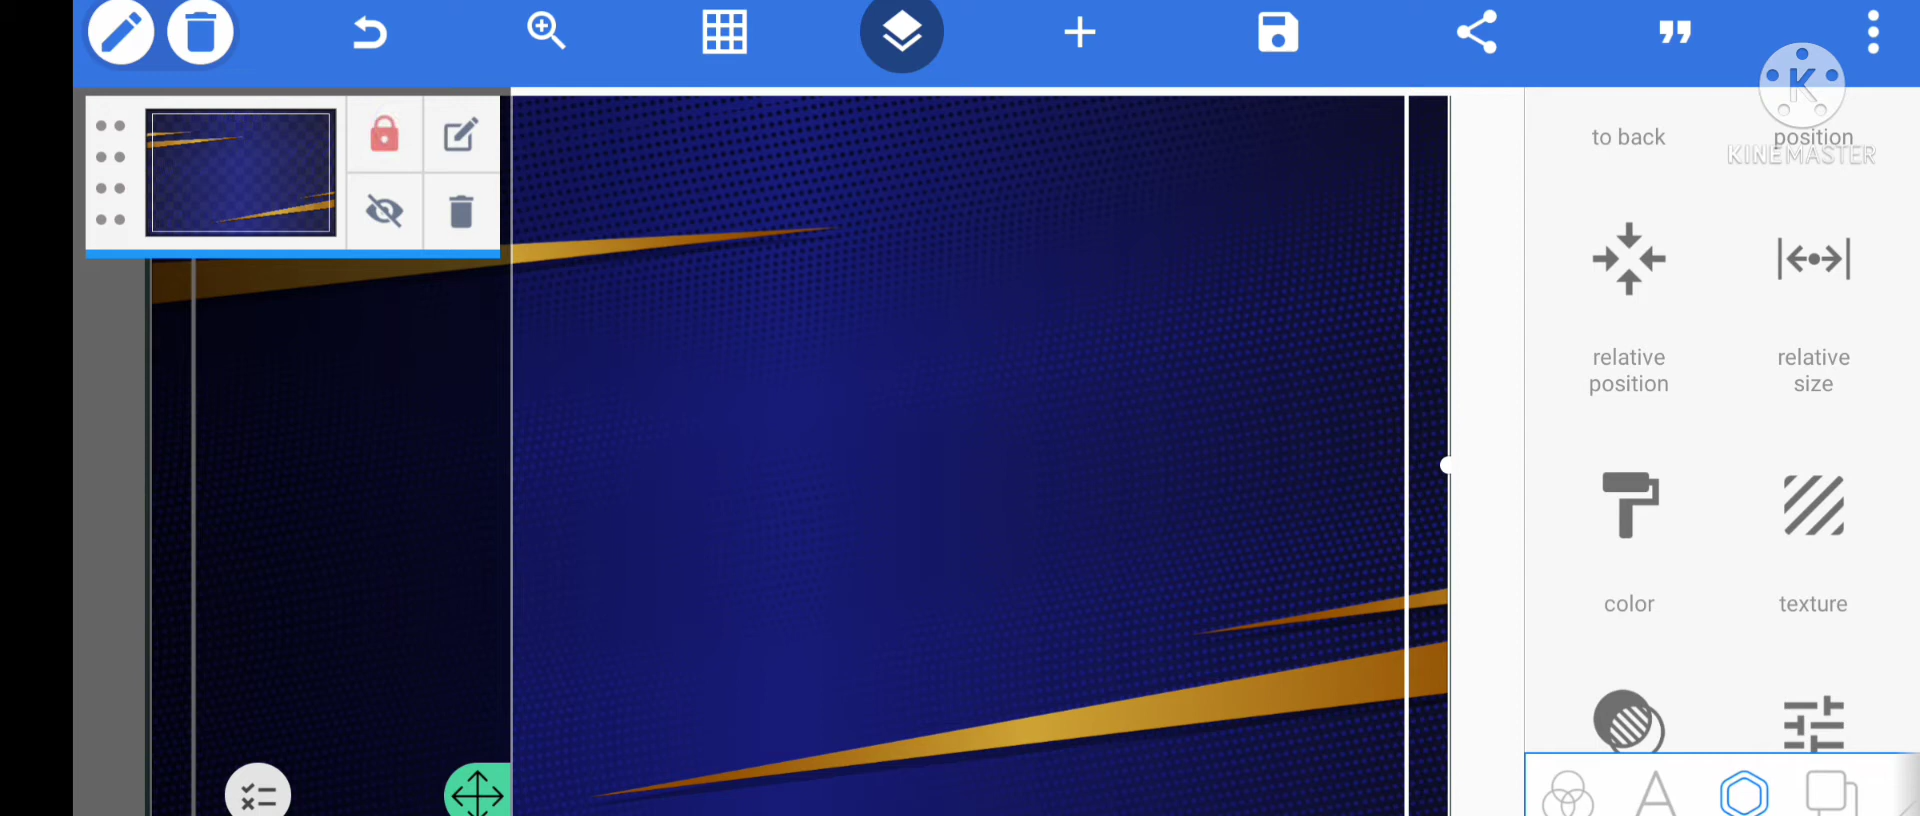 to back
position
K
KINEMASTER
relative
position
relative
size
color
texture